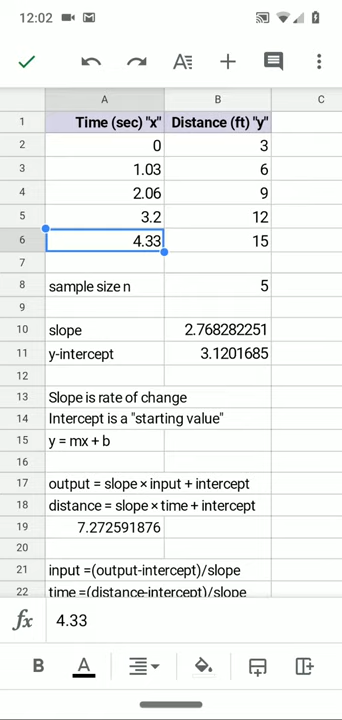 12:02
A B C
1 Time (sec) "x" Distance (ft) "y"
2 0 3
3 1.03 6
4 2.06 9
5 3.2 12
6 4.33 15
7
8 sample size n 5
9
10 slope 2.768282251
11 y-intercept 3.1201685
12
13 Slope is rate of change
14 Intercept is a "starting value"
15 y = mx + b
16
17 output = slope × input + intercept
18 distance = slope × time + intercept
19 7.272591876
20
21 input =(output-intercept)/slope
22 time =(distance-intercept)/slope
fx 4.33
B A